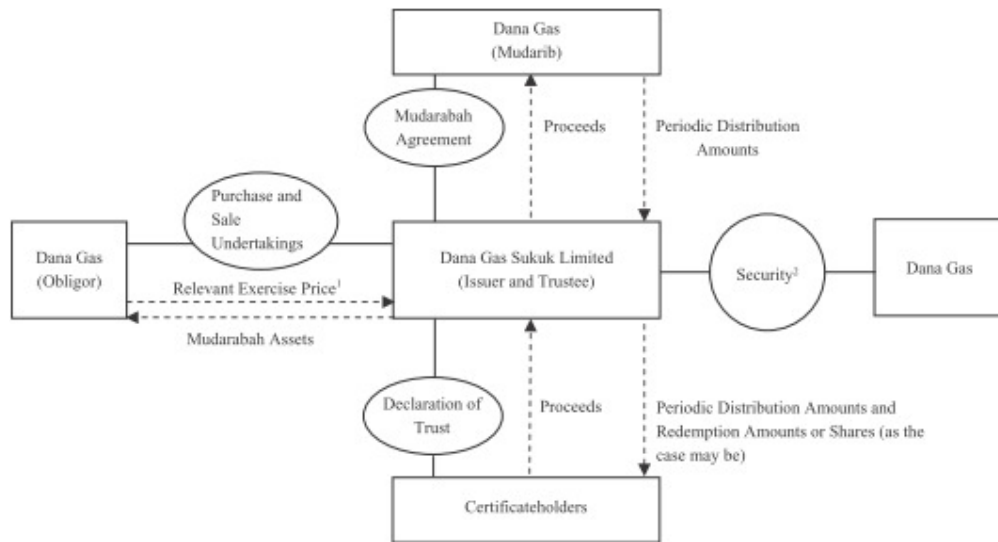 Dana Gas
(Mudarib)
Mudarabah
Agreement
Proceeds
Periodic Distribution
Amounts
Purchase and
Sale
Undertakings
Dana Gas
(Obligor)
Dana Gas Sukuk Limited
(Issuer and Trustee)
Security2
Dana Gas
Relevant Exercise Price1
Mudarabah Assets
Declaration of
Trust
Proceeds
Periodic Distribution Amounts and
Redemption Amounts or Shares (as the
case may be)
Certificateholders